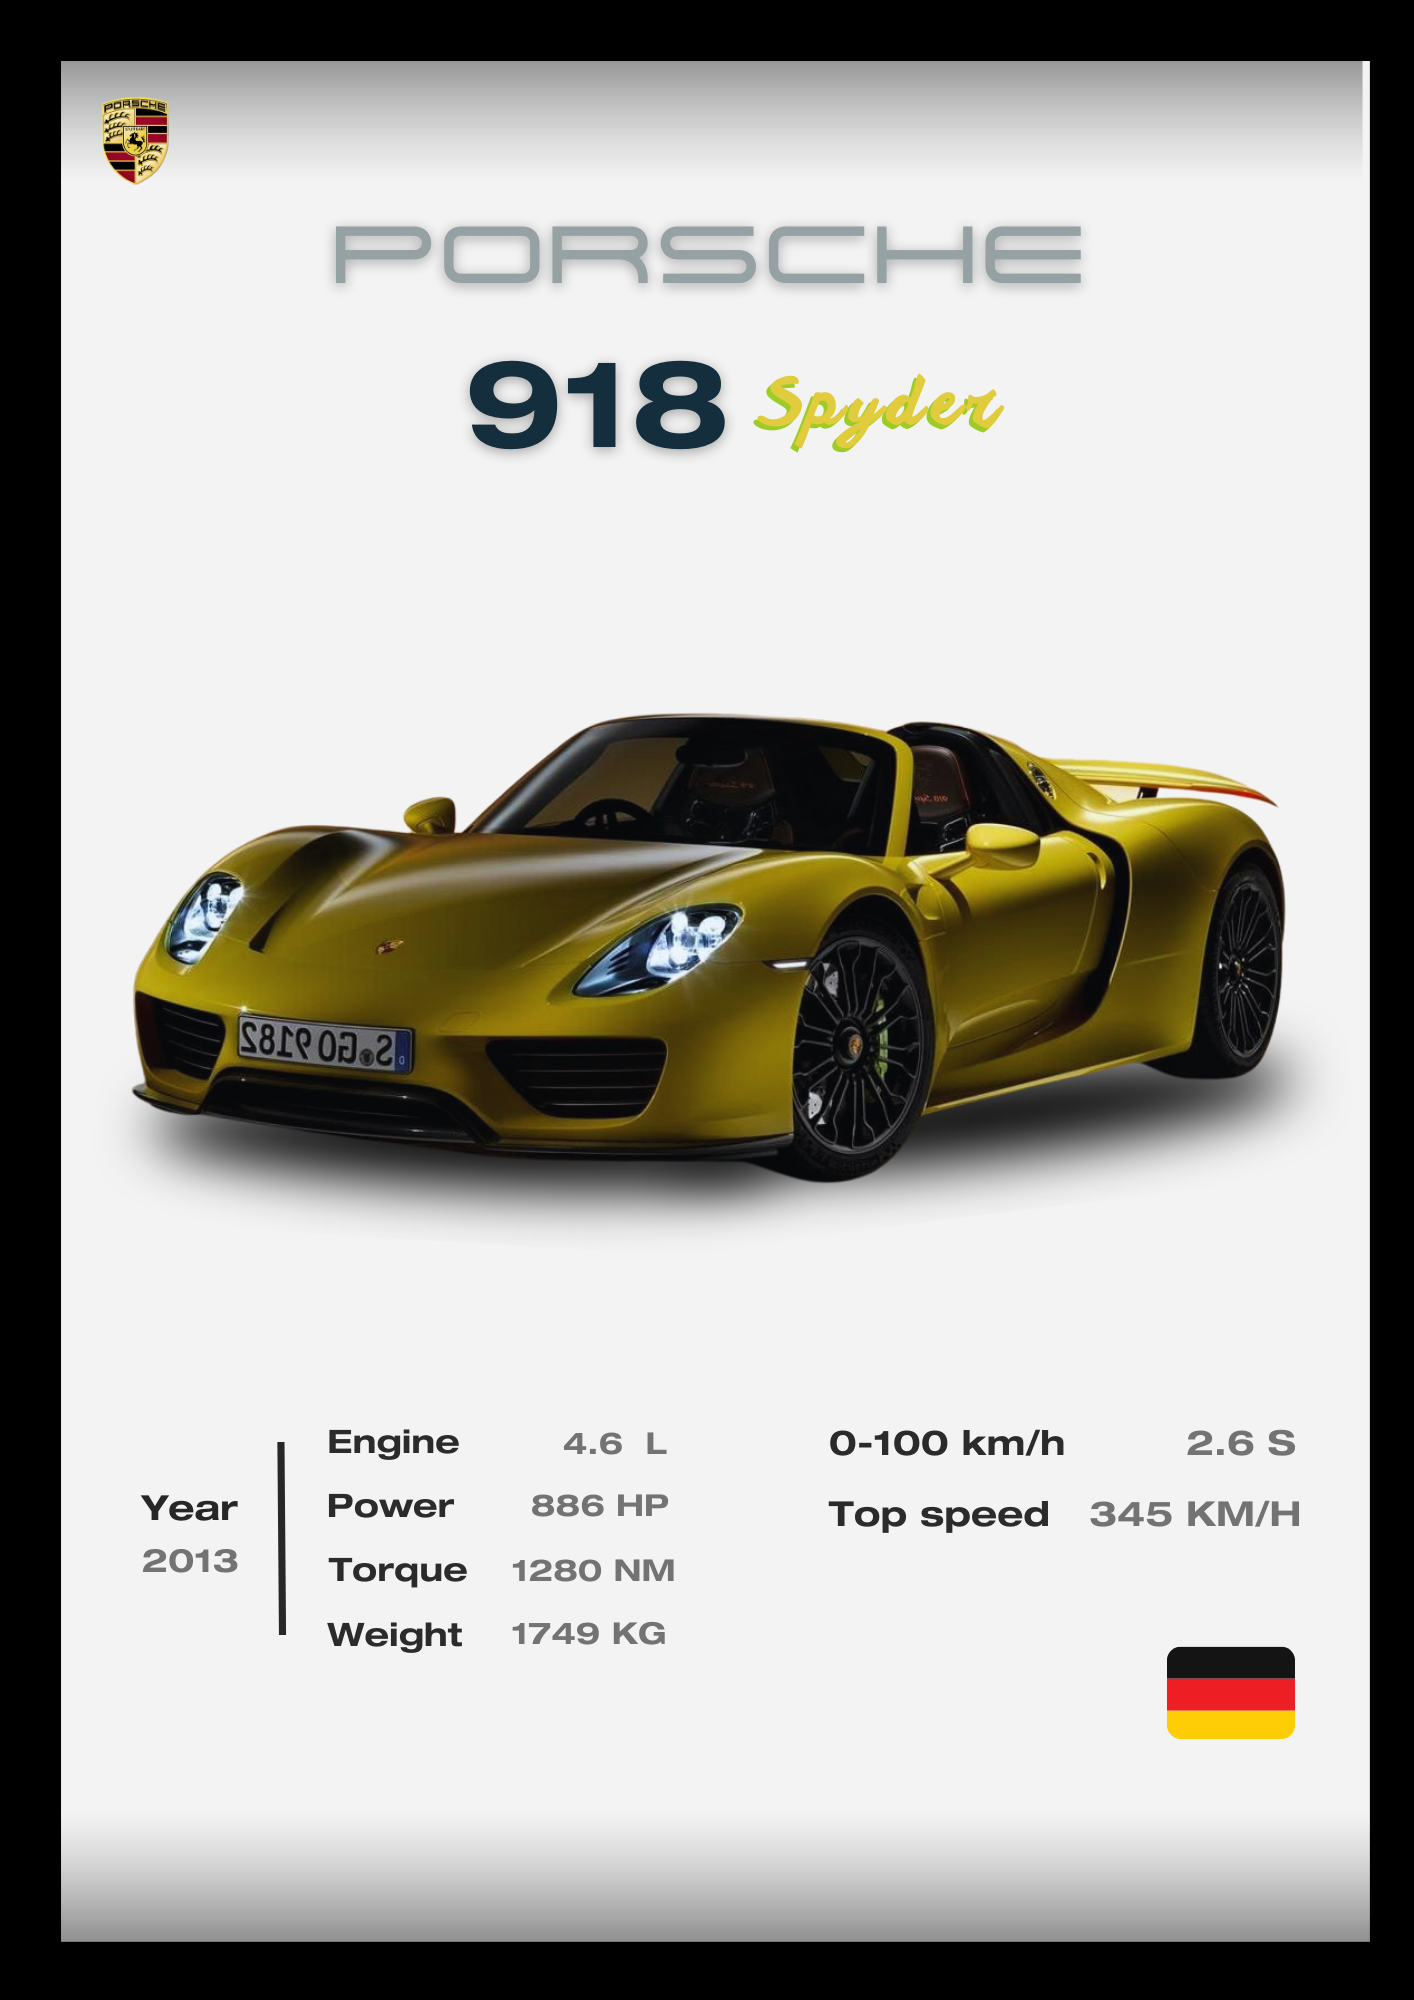 PORSCHE
PORSCHE
918 Spyder
S GO 9182
Engine 4.6 L
Power 886 HP
Torque 1280 NM
Weight 1749 KG
Year
2013
0-100 km/h 2.6 S
Top speed 345 KM/H